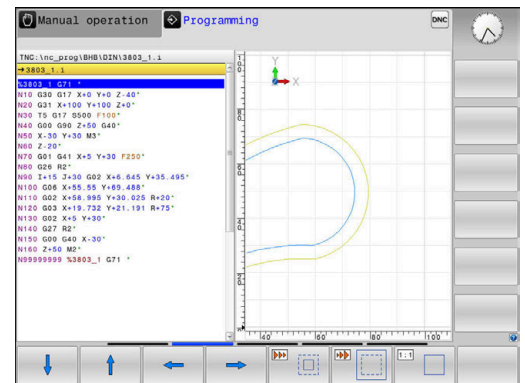 Manual operation
Programming
DNC
TNC:\nc_prog\BHB\DIN\3803_1.i
→3803_1.i
%3803_1 G71 *
N10 G30 G17 X+0 Y+0 Z-40*
N20 G31 X+100 Y+100 Z+0*
N30 T5 G17 S500 F100*
N40 G00 G90 Z+50 G40*
N50 X-30 Y+30 M3*
N60 Z-20*
N70 G01 G41 X+5 Y+30 F250*
N80 G26 R2*
N90 I+15 J+30 G02 X+6.645 Y+35.495*
N100 G06 X+55.55 Y+69.488*
N110 G02 X+58.995 Y+30.025 R+20*
N120 G03 X+19.732 Y+21.191 R+75*
N130 G02 X+5 Y+30*
N140 G27 R2*
N150 G00 G40 X-30*
N160 Z+50 M2*
N99999999 %3803_1 G71 *
Y
X
40
60
80
100
1:1